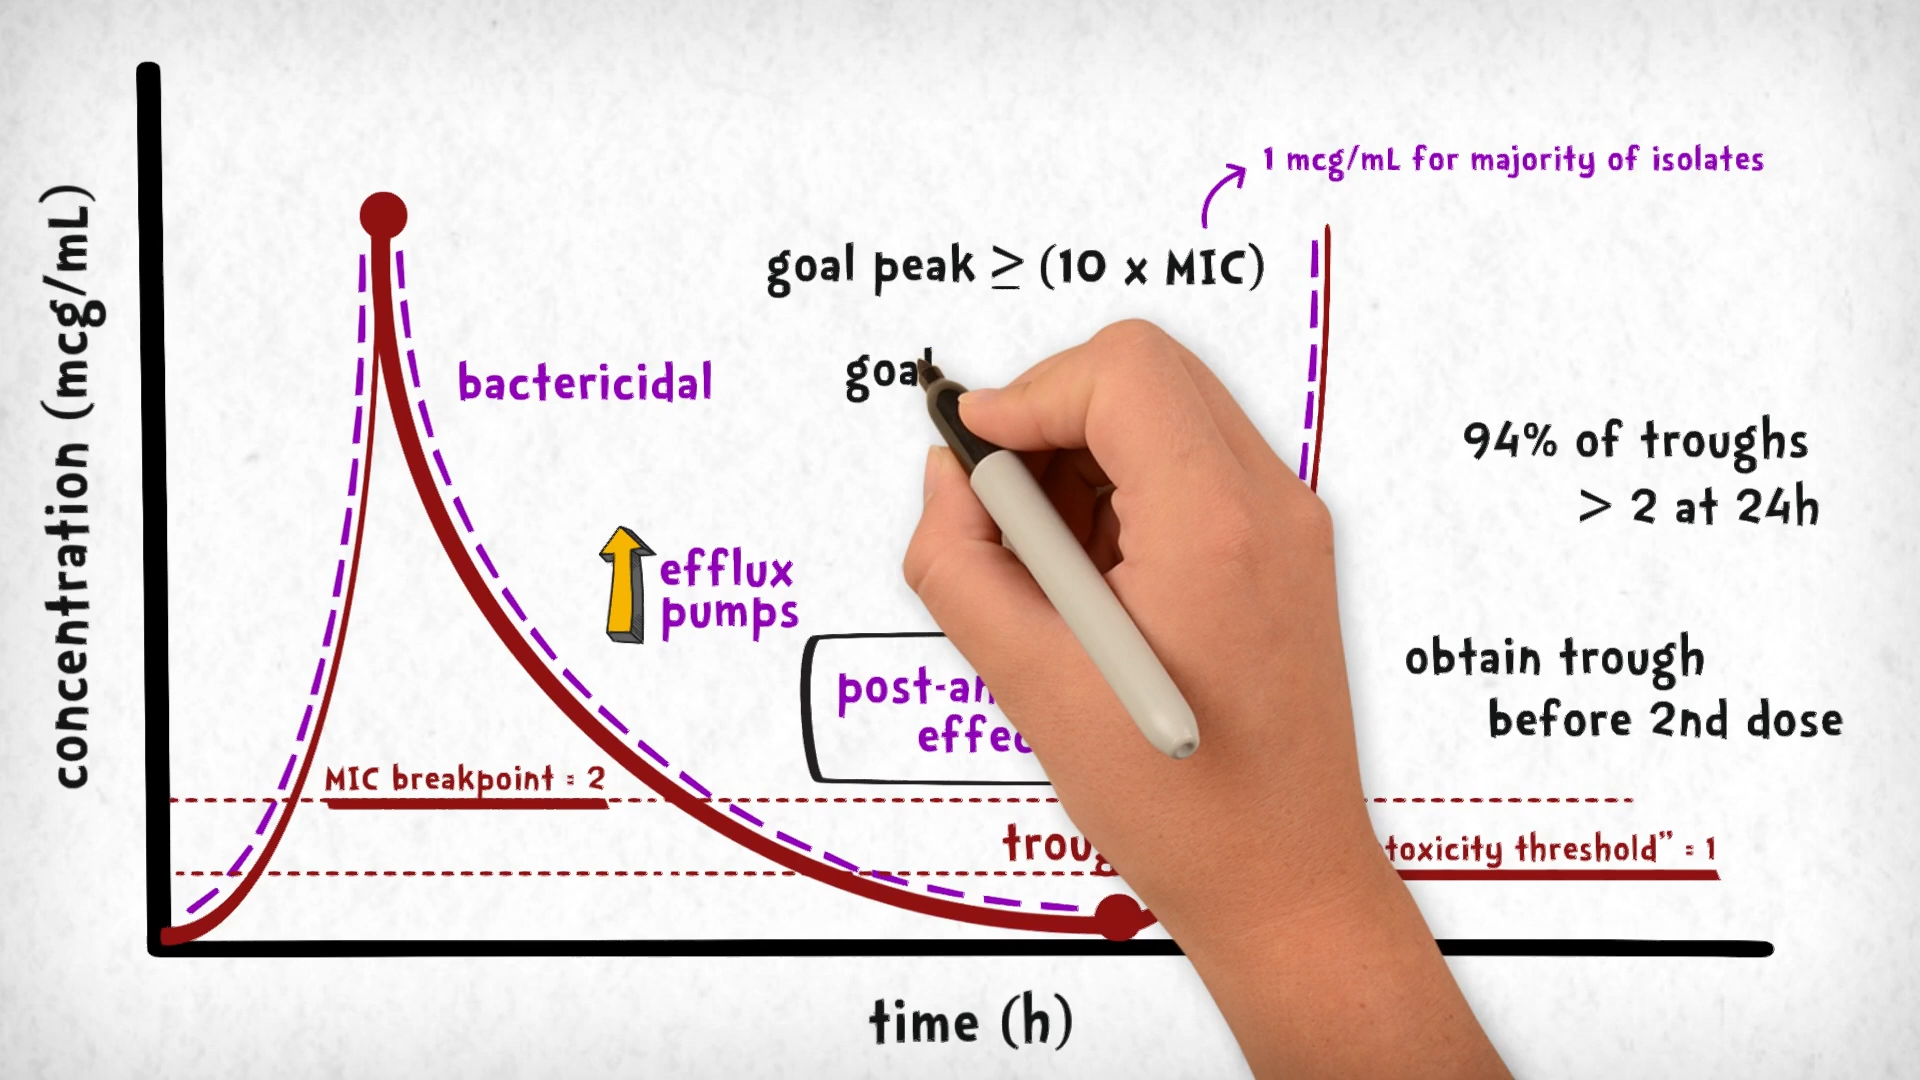 concentration (mcg/mL)
1 mcg/mL for majority of isolates
goal peak ≥ (10 x MIC)
goal
bactericidal
94% of troughs
> 2 at 24h
efflux
pumps
obtain trough
before 2nd dose
MIC breakpoint = 2
toxicity threshold” = 1
time (h)